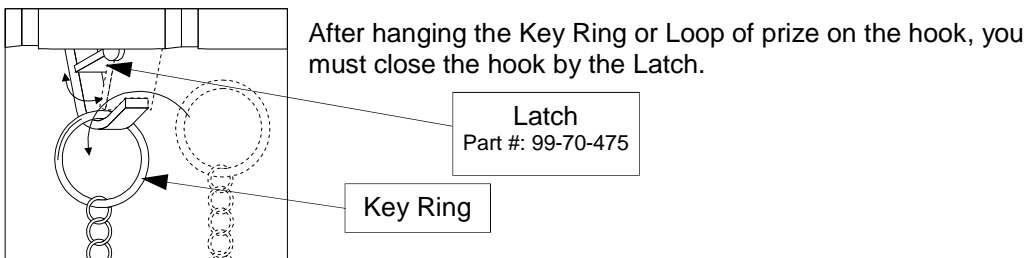 After hanging the Key Ring or Loop of prize on the hook, you
must close the hook by the Latch.
Latch
Part #: 99-70-475
Key Ring